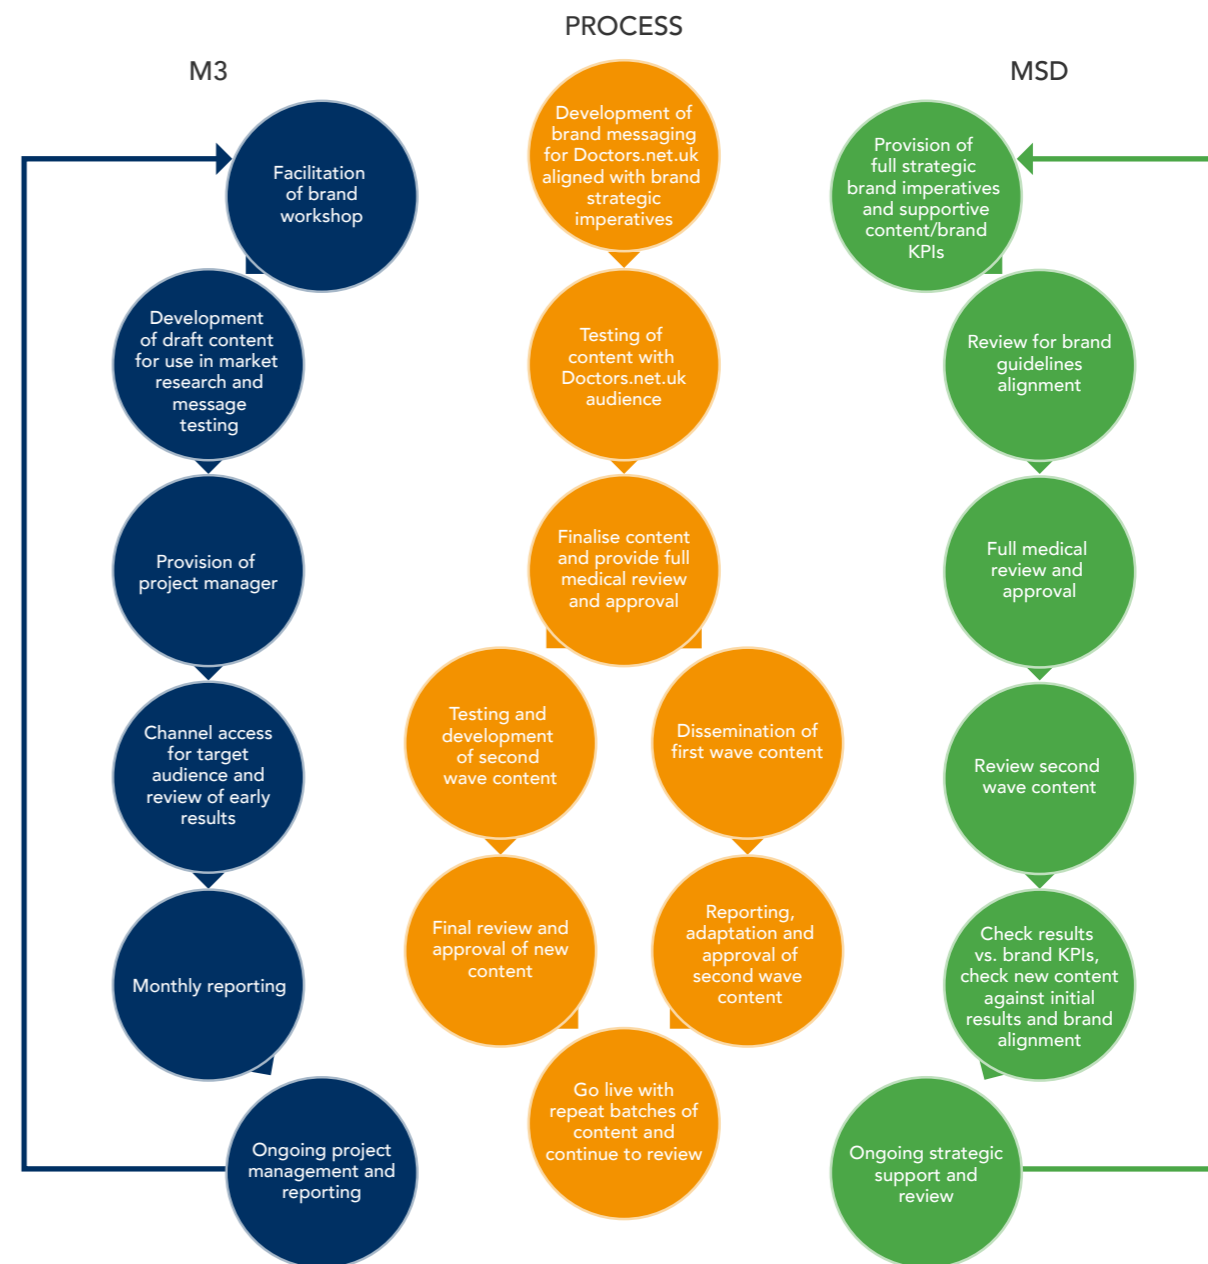 PROCESS
M3
MSD
Facilitation
of brand
workshop
Development
of draft content
for use in market
research and
message
testing
Provision of
project manager
Channel access
for target
audience and
review of early
results
Monthly reporting
Ongoing project
management and
reporting
Development of
brand messaging
for Doctors.net.uk
aligned with brand
strategic
imperatives
Testing of
content with
Doctors.net.uk
audience
Finalise content
and provide full
medical review
and approval
Testing and
development
of second
wave content
Dissemination of
first wave content
Final review and
approval of new
content
Reporting,
adaptation and
approval of
second wave
content
Go live with
repeat batches of
content and
continue to review
Provision of
full strategic
brand imperatives
and supportive
content/brand
KPIs
Review for brand
guidelines
alignment
Full medical
review and
approval
Review second
wave content
Check results
vs. brand KPIs,
check new content
against initial
results and brand
alignment
Ongoing strategic
support and
review